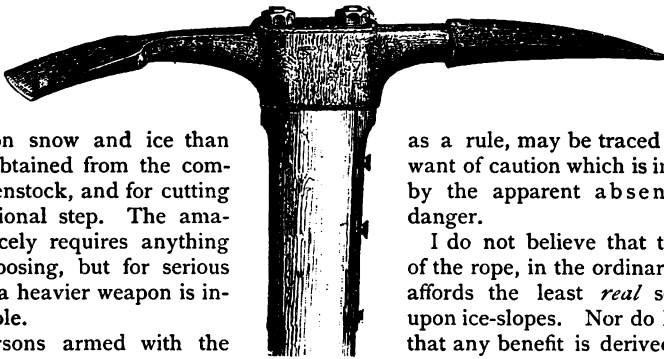 on snow and ice than
btained from the com-
enstock, and for cutting
ional step. The ama-
cely requires anything
posing, but for serious
a heavier weapon is in-
ble.
rsons armed with the
as a rule, may be traced
want of caution which is in
by the apparent absen
danger.
I do not believe that t
of the rope, in the ordinar
affords the least real s
upon ice-slopes. Nor do
that any benefit is derived